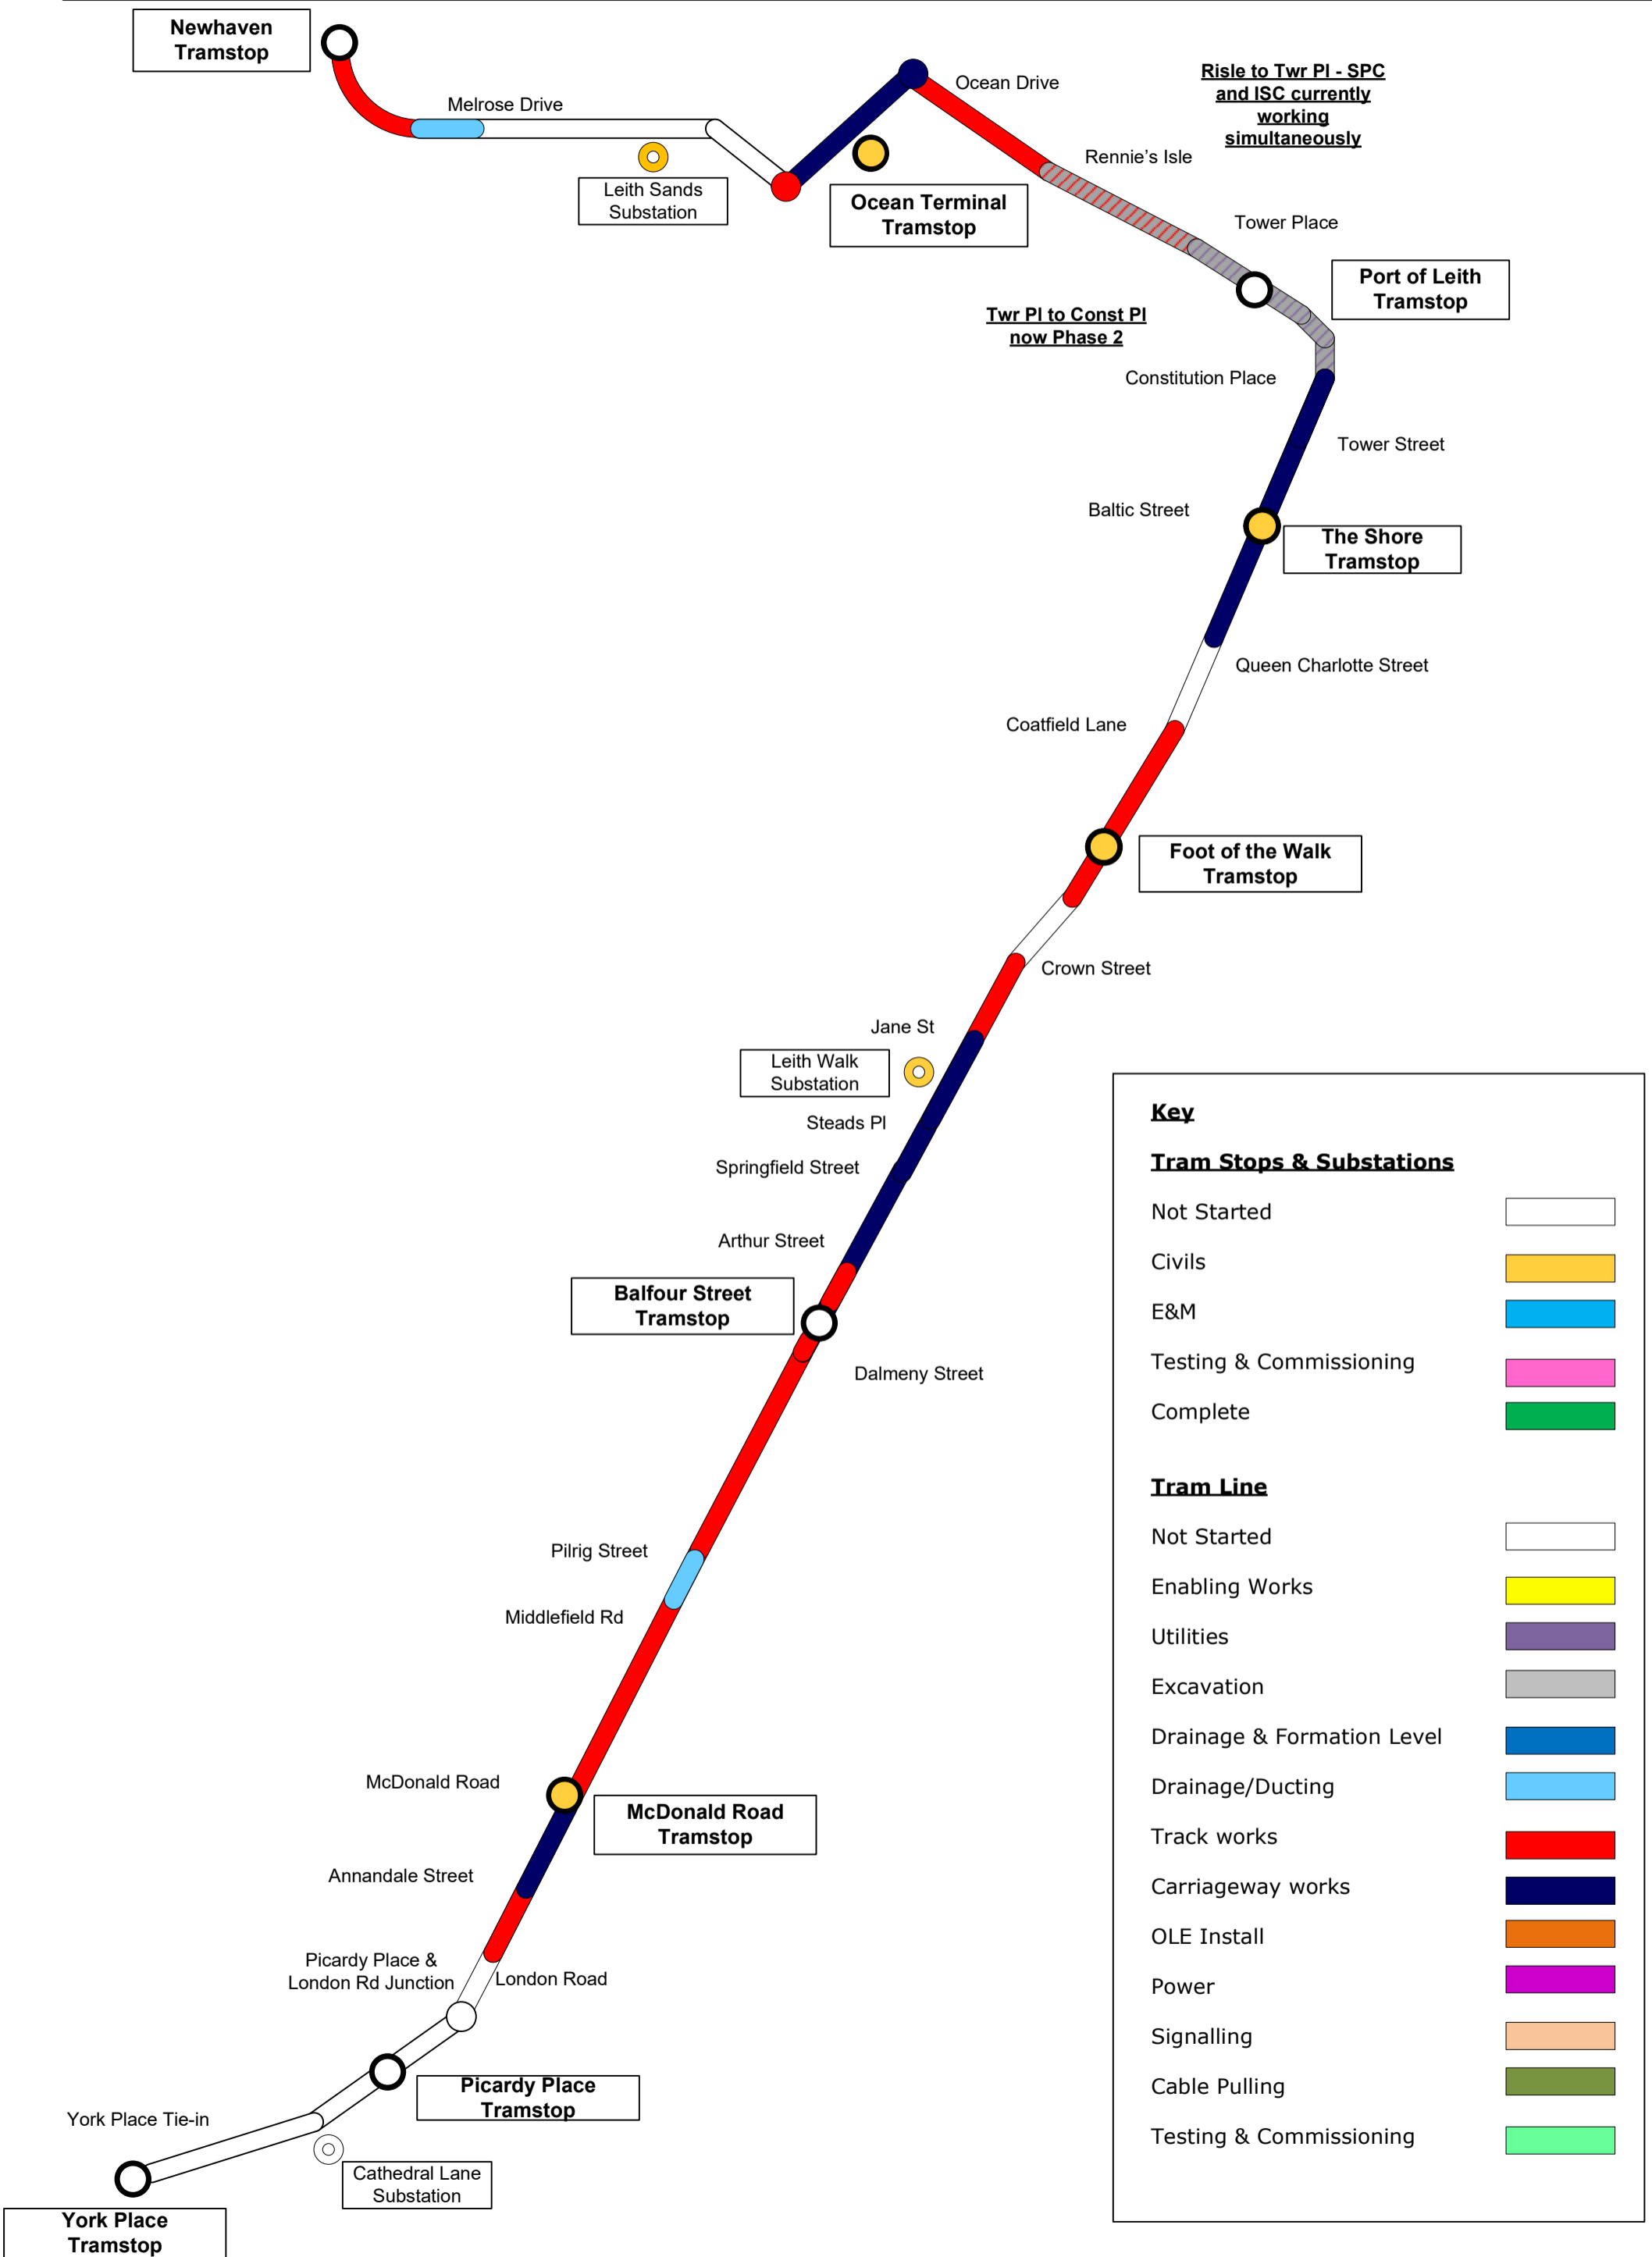 Newhaven
Tramstop
Melrose Drive
Leith Sands
Substation
Ocean Drive
Ocean Terminal
Tramstop
Risle to Twr Pl - SPC
and ISC currently
working
simultaneously
Rennie's Isle
Tower Place
Port of Leith
Tramstop
Twr Pl to Const Pl
now Phase 2
Constitution Place
Tower Street
Baltic Street
The Shore
Tramstop
Queen Charlotte Street
Coatfield Lane
Foot of the Walk
Tramstop
Crown Street
Jane St
Leith Walk
Substation
Steads Pl
Springfield Street
Arthur Street
Balfour Street
Tramstop
Dalmeny Street
Pilrig Street
Middlefield Rd
McDonald Road
McDonald Road
Tramstop
Annandale Street
Picardy Place &
London Rd Junction
London Road
Picardy Place
Tramstop
York Place Tie-in
Cathedral Lane
Substation
York Place
Tramstop
Key
Tram Stops & Substations
Not Started
Civils
E&M
Testing & Commissioning
Complete
Tram Line
Not Started
Enabling Works
Utilities
Excavation
Drainage & Formation Level
Drainage/Ducting
Track works
Carriageway works
OLE Install
Power
Signalling
Cable Pulling
Testing & Commissioning